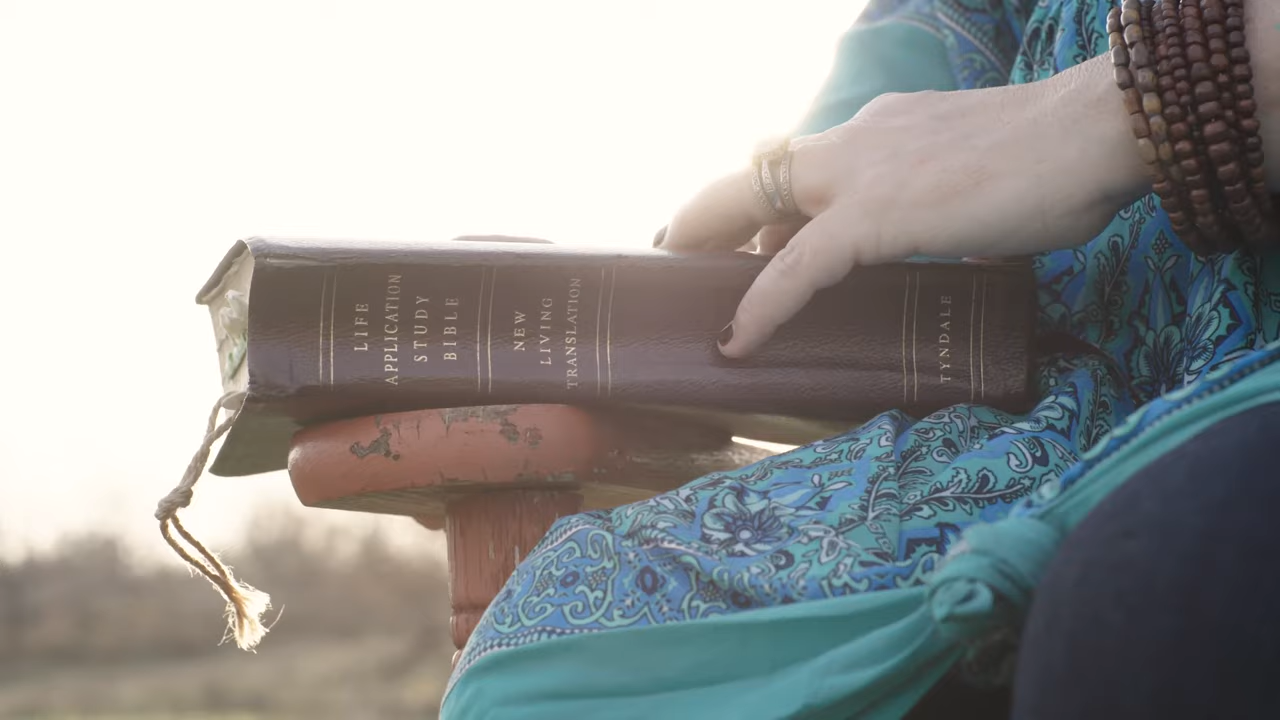 LIFE
APPLICATION
STUDY
BIBLE
NEW
LIVING
TRANSLATION
TYNDALE